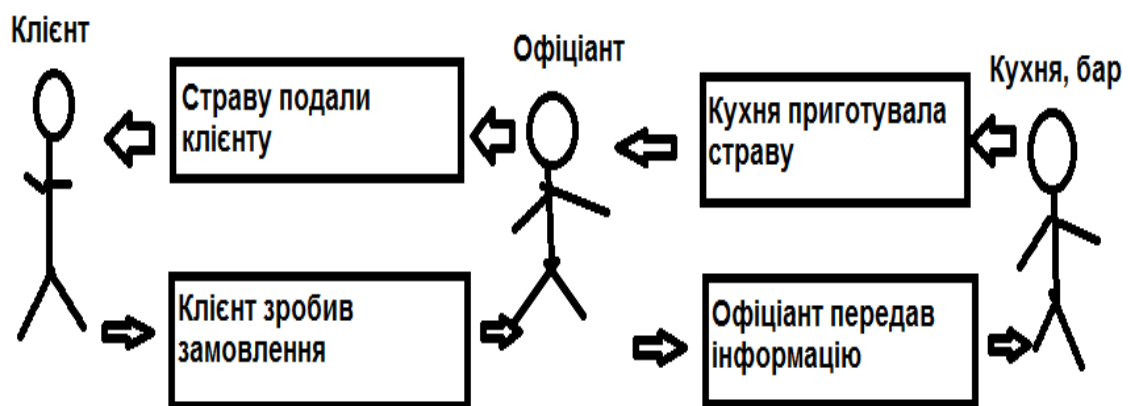 Клієнт
Офіціант
Кухня, бар
Страву подали
клієнту
Кухня приготувала
страву
Клієнт зробив
замовлення
Офіціант передав
інформацію